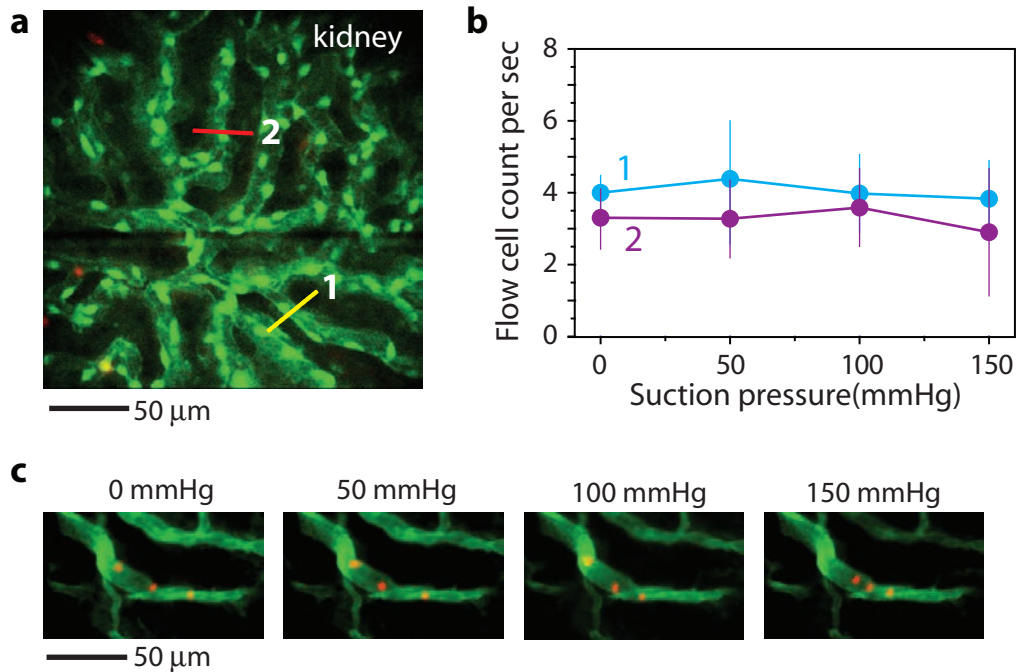 a
kidney
2
1
50 μm
b
Flow cell count per sec
8
6
4
2
0
1
2
0 50 100 150
Suction pressure(mmHg)
c
0 mmHg 50 mmHg 100 mmHg 150 mmHg
50 μm